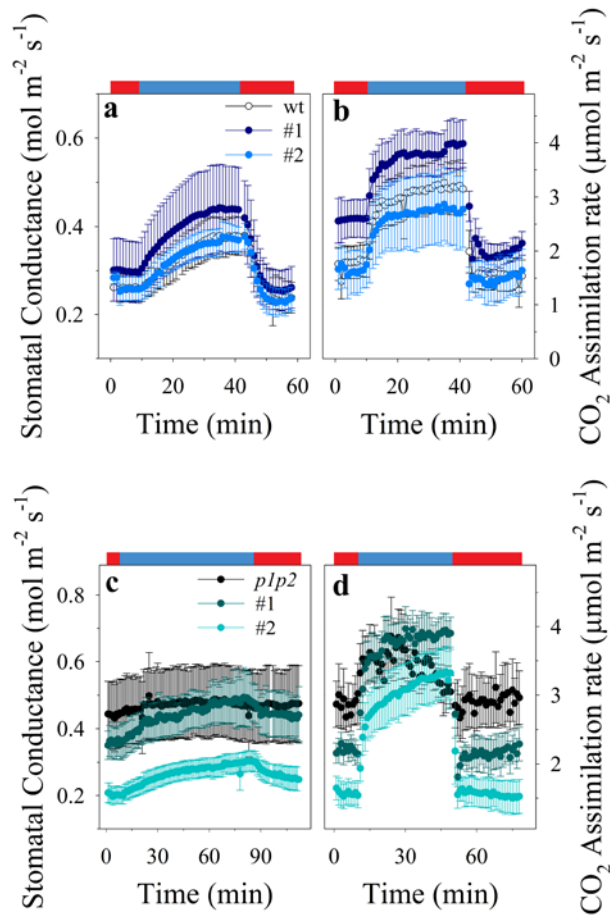 a
wt
#1
#2
0.6
0.4
0.2
0 20 40 60
Time (min)
Stomatal Conductance (mol m⁻² s⁻¹)
b
4
3
2
1
0
0 20 40 60
Time (min)
CO₂ Assimilation rate (µmol m⁻² s⁻¹)
c
p1p2
#1
#2
0.8
0.6
0.4
0.2
0 30 60 90
Time (min)
Stomatal Conductance (mol m⁻² s⁻¹)
d
4
3
2
0 30 60
Time (min)
CO₂ Assimilation rate (µmol m⁻² s⁻¹)